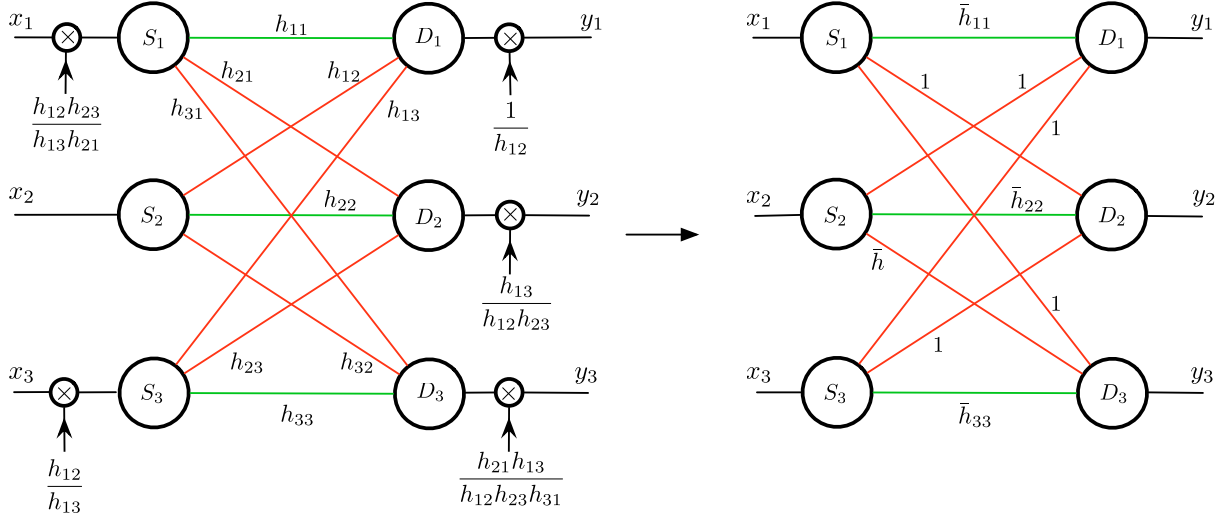 x₁ S₁ h₁₁ D₁ y₁ x₁ S₁ h̄₁₁ D₁ y₁
h₂₁ h₁₂ 1 1
h₃₁ h₁₃ 1
h₁₂h₂₃/h₁₃h₂₁ 1/h₁₂
x₂ S₂ h₂₂ D₂ y₂ x₂ S₂ h̄₂₂ D₂ y₂
h̄
h₁₃/h₁₂h₂₃ 1
h₂₃ h₃₂ 1
x₃ S₃ h₃₃ D₃ y₃ x₃ S₃ h̄₃₃ D₃ y₃
h₁₂/h₁₃ h₂₁h₁₃/h₁₂h₂₃h₃₁